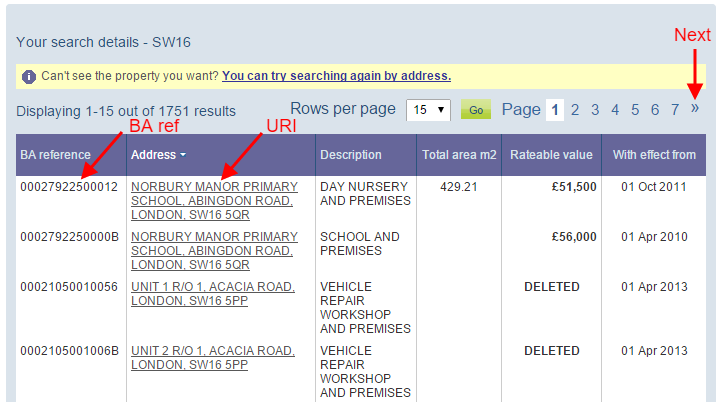 Next
Your search details - SW16
Can't see the property you want? You can try searching again by address.
Displaying 1-15 out of 1751 results
Rows per page 15 Go Page 1 2 3 4 5 6 7 »
BA ref
URI
BA reference Address Description Total area m2 Rateable value With effect from
00027922500012 NORBURY MANOR PRIMARY DAY NURSERY 429.21 £51,500 01 Oct 2011
SCHOOL, ABINGDON ROAD, AND PREMISES
LONDON, SW16 5QR
0002792250000B NORBURY MANOR PRIMARY SCHOOL AND £56,000 01 Apr 2010
SCHOOL, ABINGDON ROAD, PREMISES
LONDON, SW16 5QR
00021050010056 UNIT 1 R/O 1, ACACIA ROAD, VEHICLE DELETED 01 Apr 2013
LONDON, SW16 5PP REPAIR
WORKSHOP
AND PREMISES
0002105001006B UNIT 2 R/O 1, ACACIA ROAD, VEHICLE DELETED 01 Apr 2013
LONDON, SW16 5PP REPAIR
WORKSHOP
AND PREMISES